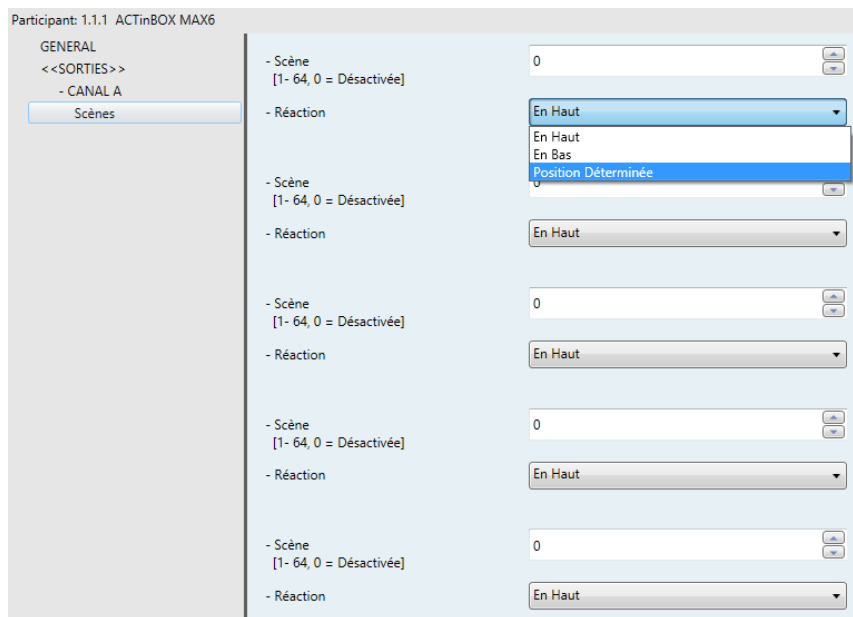 Participant: 1.1.1 ACTinBOX MAX6
GENERAL
<<SORTIES>>
- CANAL A
Scènes
- Scène
[1- 64, 0 = Désactivée]
0
- Réaction
En Haut
En Haut
En Bas
Position Déterminée
- Scène
[1- 64, 0 = Désactivée]
0
- Réaction
En Haut
- Scène
[1- 64, 0 = Désactivée]
0
- Réaction
En Haut
- Scène
[1- 64, 0 = Désactivée]
0
- Réaction
En Haut
- Scène
[1- 64, 0 = Désactivée]
0
- Réaction
En Haut